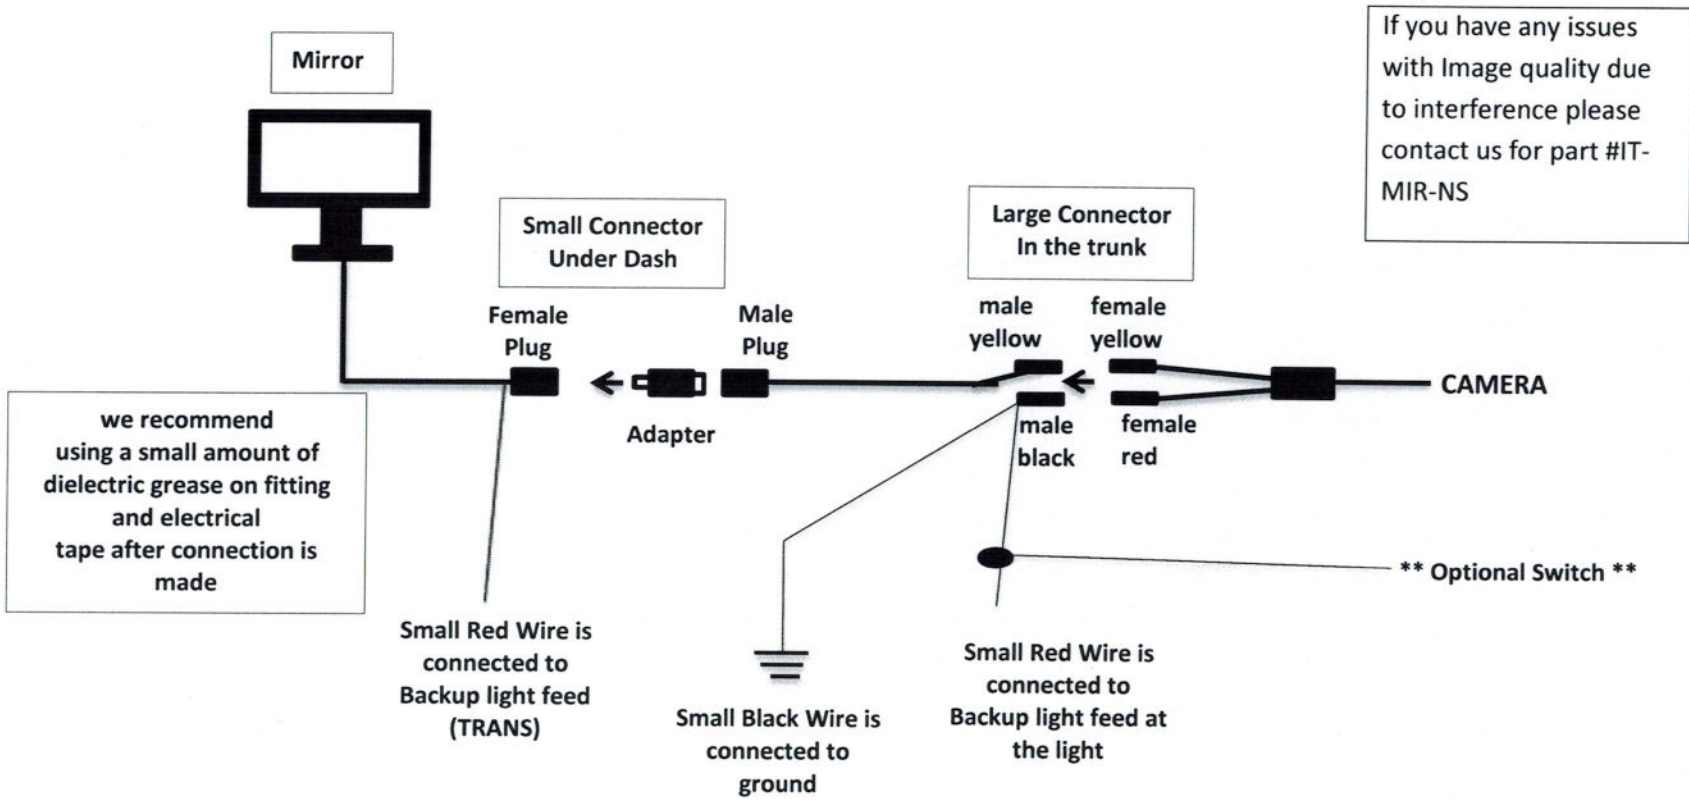 Mirror
If you have any issues
with Image quality due
to interference please
contact us for part #IT-
MIR-NS
Small Connector
Under Dash
Large Connector
In the trunk
Female
Plug
Male
Plug
male
yellow
female
yellow
CAMERA
Adapter
male
black
female
red
we recommend
using a small amount of
dielectric grease on fitting
and electrical
tape after connection is
made
** Optional Switch **
Small Red Wire is
connected to
Backup light feed
(TRANS)
Small Black Wire is
connected to
ground
Small Red Wire is
connected to
Backup light feed at
the light